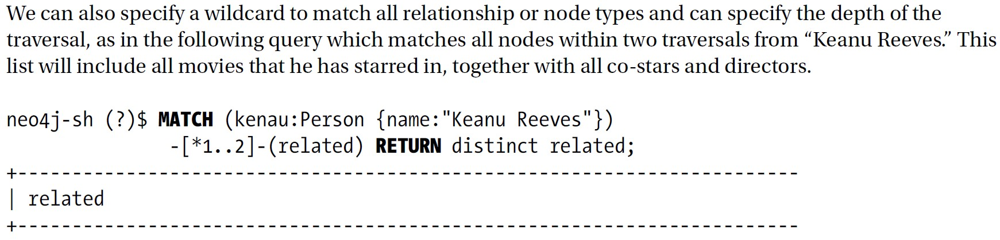 We can also specify a wildcard to match all relationship or node types and can specify the depth of the
traversal, as in the following query which matches all nodes within two traversals from “Keanu Reeves.” This
list will include all movies that he has starred in, together with all co-stars and directors.
neo4j-sh (?)$ MATCH (kenau:Person {name:"Keanu Reeves"})
-[*1..2]-(related) RETURN distinct related;
+------------------------------------------------------------------------
| related
+------------------------------------------------------------------------